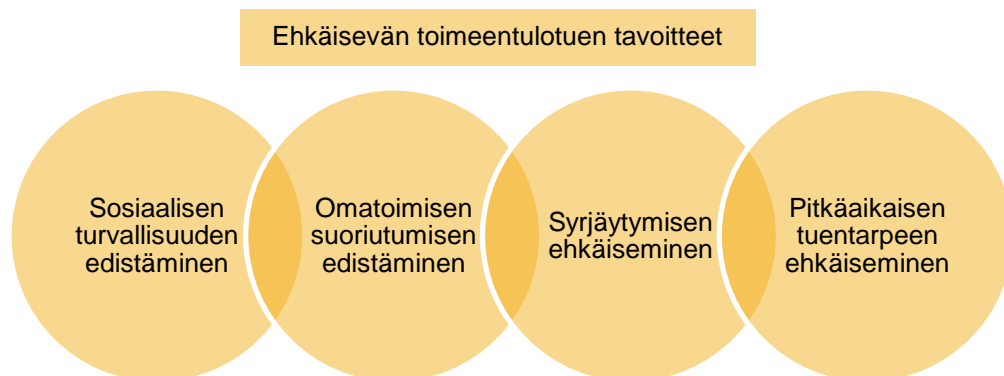 Ehkäisevän toimeentulotuen tavoitteet
Sosiaalisen
turvallisuuden
edistäminen
Omatoimisen
suoriutumisen
edistäminen
Syrjäytymisen
ehkäiseminen
Pitkäaikaisen
tuentarpeen
ehkäiseminen